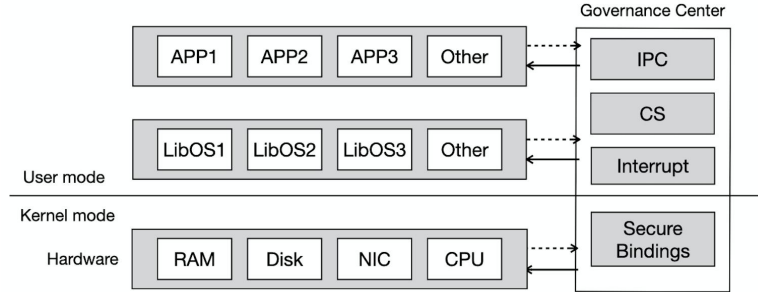 Governance Center
APP1 APP2 APP3 Other
IPC
CS
LibOS1 LibOS2 LibOS3 Other
Interrupt
User mode
Kernel mode
Secure
Bindings
Hardware
RAM Disk NIC CPU